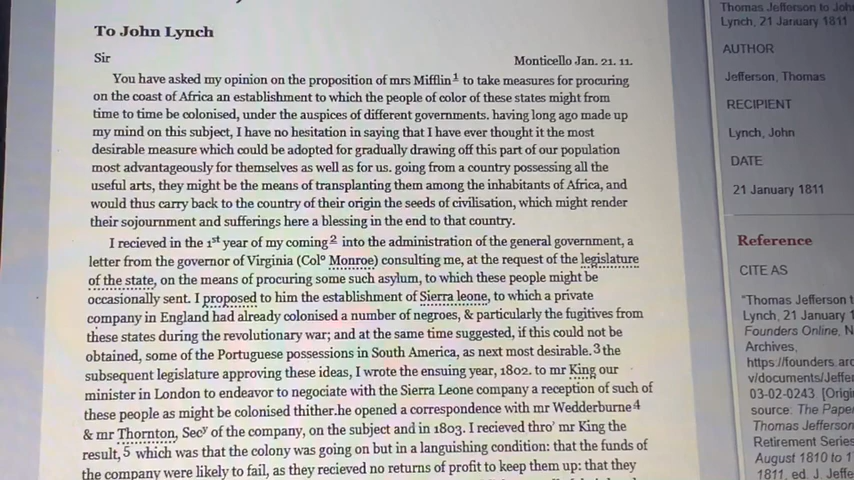 To John Lynch
Sir
Monticello Jan. 21. 11.
You have asked my opinion on the proposition of mrs Mifflin1 to take measures for procuring
on the coast of Africa an establishment to which the people of color of these states might from
time to time be colonised, under the auspices of different governments. having long ago made up
my mind on this subject, I have no hesitation in saying that I have ever thought it the most
desirable measure which could be adopted for gradually drawing off this part of our population
most advantageously for themselves as well as for us. going from a country possessing all the
useful arts, they might be the means of transplanting them among the inhabitants of Africa, and
would thus carry back to the country of their origin the seeds of civilisation, which might render
their sojournment and sufferings here a blessing in the end to that country.
I recieved in the 1st year of my coming2 into the administration of the general government, a
letter from the governor of Virginia (Colo Monroe) consulting me, at the request of the legislature
of the state, on the means of procuring some such asylum, to which these people might be
occasionally sent. I proposed to him the establishment of Sierra leone, to which a private
company in England had already colonised a number of negroes, & particularly the fugitives from
these states during the revolutionary war; and at the same time suggested, if this could not be
obtained, some of the Portuguese possessions in South America, as next most desirable.3 the
subsequent legislature approving these ideas, I wrote the ensuing year, 1802. to mr King our
minister in London to endeavor to negociate with the Sierra Leone company a reception of such of
these people as might be colonised thither.he opened a correspondence with mr Wedderburne4
& mr Thornton, Secy of the company, on the subject and in 1803. I recieved thro' mr King the
result,5 which was that the colony was going on but in a languishing condition: that the funds of
the company were likely to fail, as they recieved no returns of profit to keep them up: that they
Thomas Jefferson to John
Lynch, 21 January 1811
AUTHOR
Jefferson, Thomas
RECIPIENT
Lynch, John
DATE
21 January 1811
Reference
CITE AS
"Thomas Jefferson t
Lynch, 21 January 1
Founders Online, N
Archives,
https://founders.arc
v/documents/Jeffer
03-02-0243 [Origi
source: The Pape
Thomas Jefferson
Retirement Series
August 1810 to 1
1811, ed. J. Jeffe